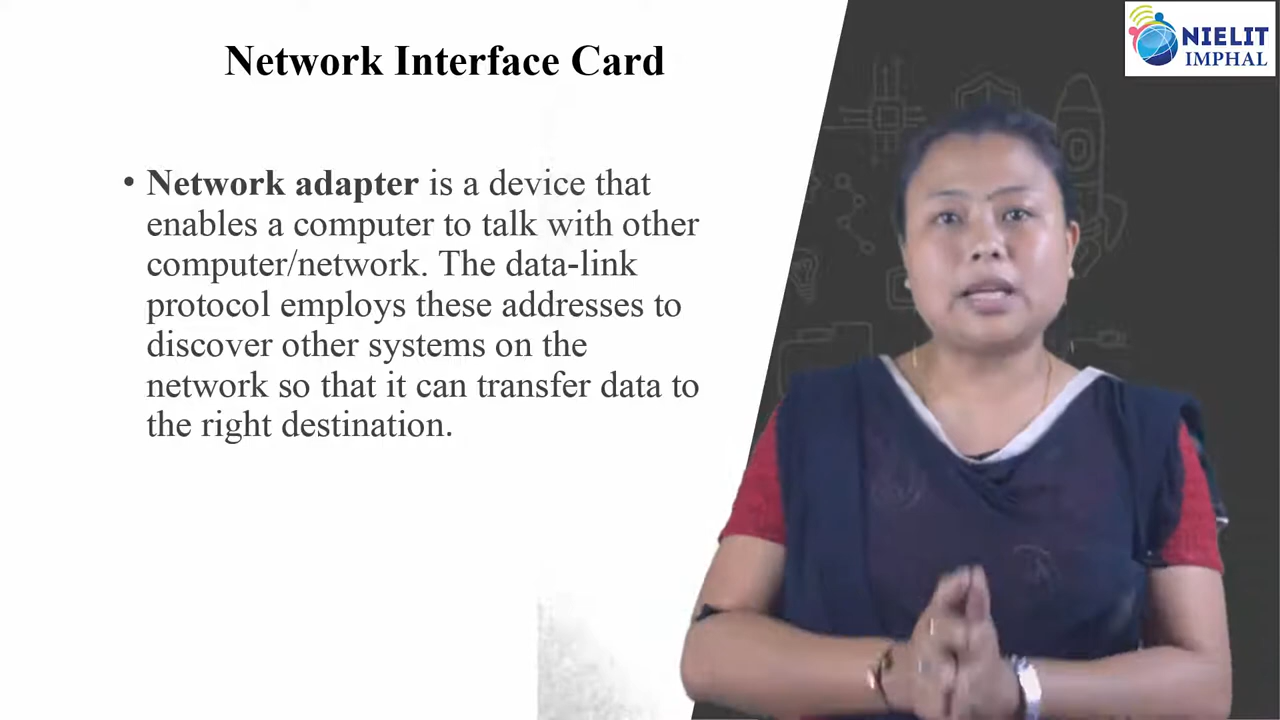 Network Interface Card
NIELIT
IMPHAL
• Network adapter is a device that
enables a computer to talk with other
computer/network. The data-link
protocol employs these addresses to
discover other systems on the
network so that it can transfer data to
the right destination.